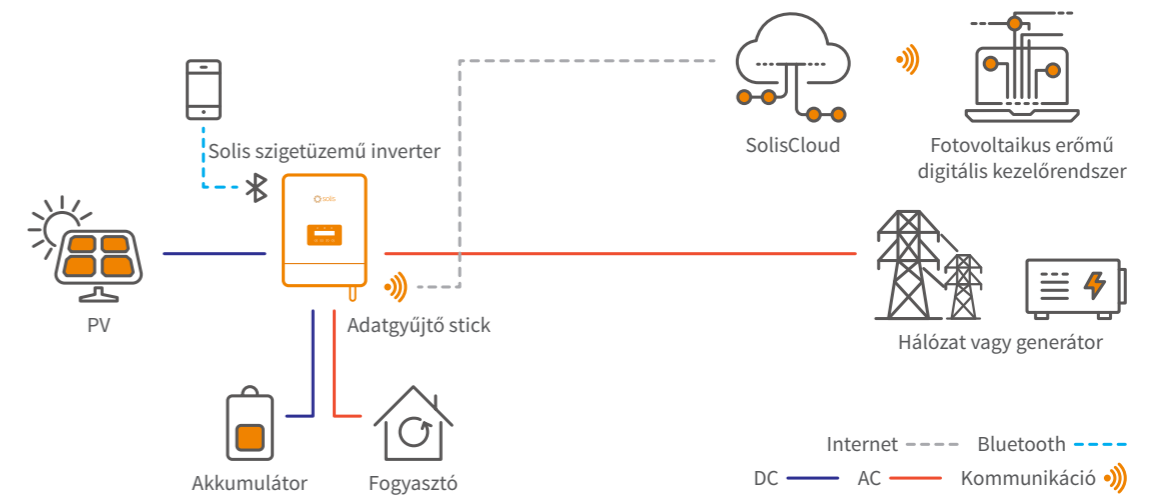 SolisCloud
Fotovoltaikus erőmű
digitális kezelőrendszer
Solis szigetüzemű inverter
solis
PV
Adatgyűjtő stick
Hálózat vagy generátor
Akkumulátor
Fogyasztó
Internet
Bluetooth
DC
AC
Kommunikáció